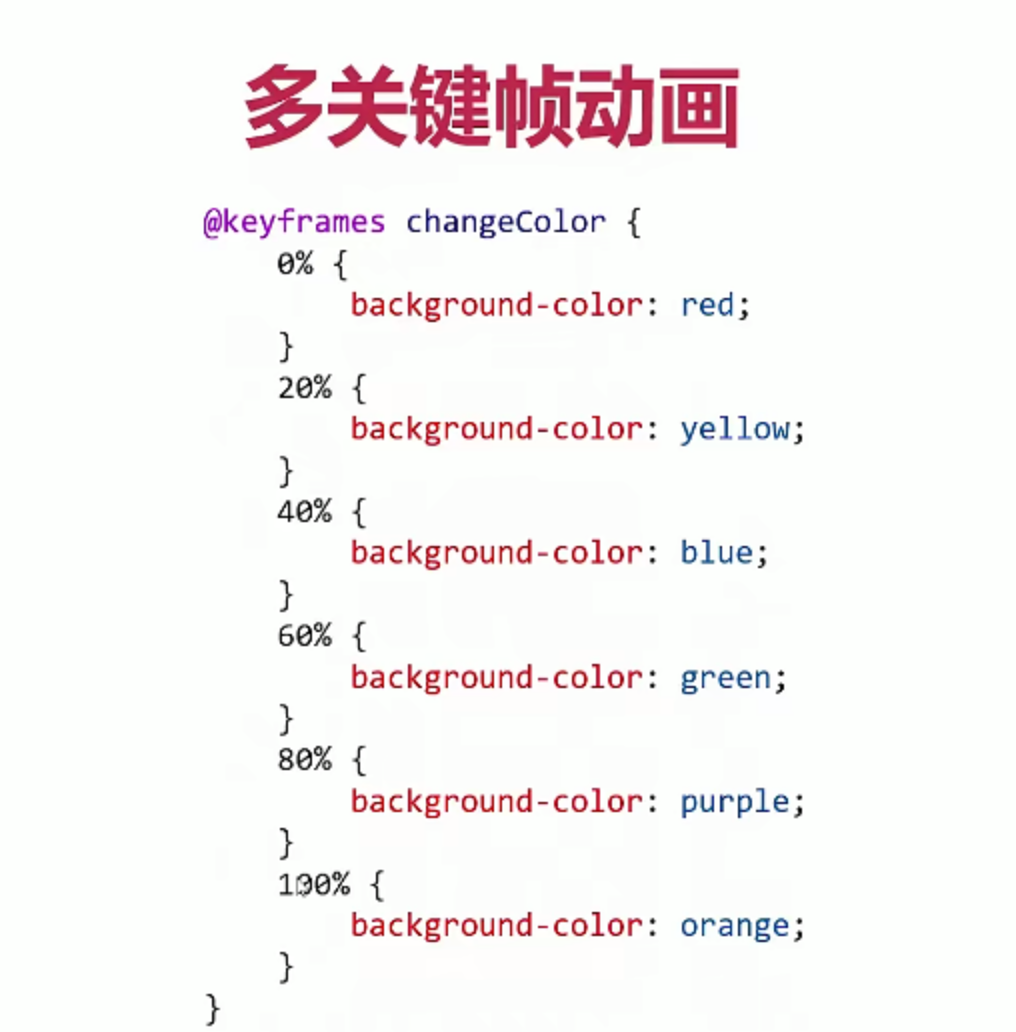 多关键帧动画
@keyframes changeColor {
0% {
background-color: red;
}
20% {
background-color: yellow;
}
40% {
background-color: blue;
}
60% {
background-color: green;
}
80% {
background-color: purple;
}
100% {
background-color: orange;
}
}